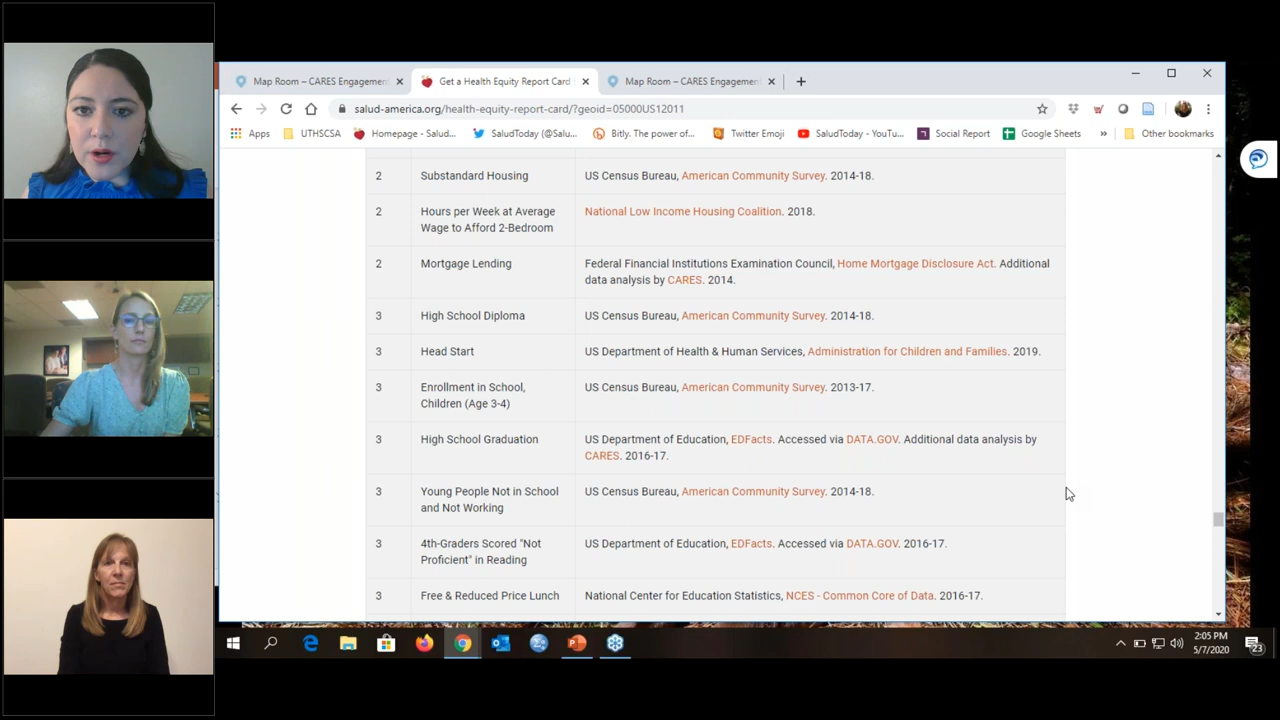 Map Room – CARES Engagemen
Get a Health Equity Report Card
Map Room – CARES Engagemen
salud-america.org/health-equity-report-card/?geoid=05000US12011
Apps
UTHSCSA
Homepage - Salud...
SaludToday (@Salu...
Bitly. The power of...
Twitter Emoji
SaludToday - YouTu...
Social Report
Google Sheets
»
Other bookmarks
2 Substandard Housing US Census Bureau, American Community Survey. 2014-18.
2 Hours per Week at Average Wage to Afford 2-Bedroom National Low Income Housing Coalition. 2018.
2 Mortgage Lending Federal Financial Institutions Examination Council, Home Mortgage Disclosure Act. Additional
data analysis by CARES. 2014.
3 High School Diploma US Census Bureau, American Community Survey. 2014-18.
3 Head Start US Department of Health & Human Services, Administration for Children and Families. 2019.
3 Enrollment in School, Children (Age 3-4) US Census Bureau, American Community Survey. 2013-17.
3 High School Graduation US Department of Education, EDFacts. Accessed via DATA.GOV. Additional data analysis by
CARES. 2016-17.
3 Young People Not in School and Not Working US Census Bureau, American Community Survey. 2014-18.
3 4th-Graders Scored "Not Proficient" in Reading US Department of Education, EDFacts. Accessed via DATA.GOV. 2016-17.
3 Free & Reduced Price Lunch National Center for Education Statistics, NCES - Common Core of Data. 2016-17.
2:05 PM
5/7/2020
23